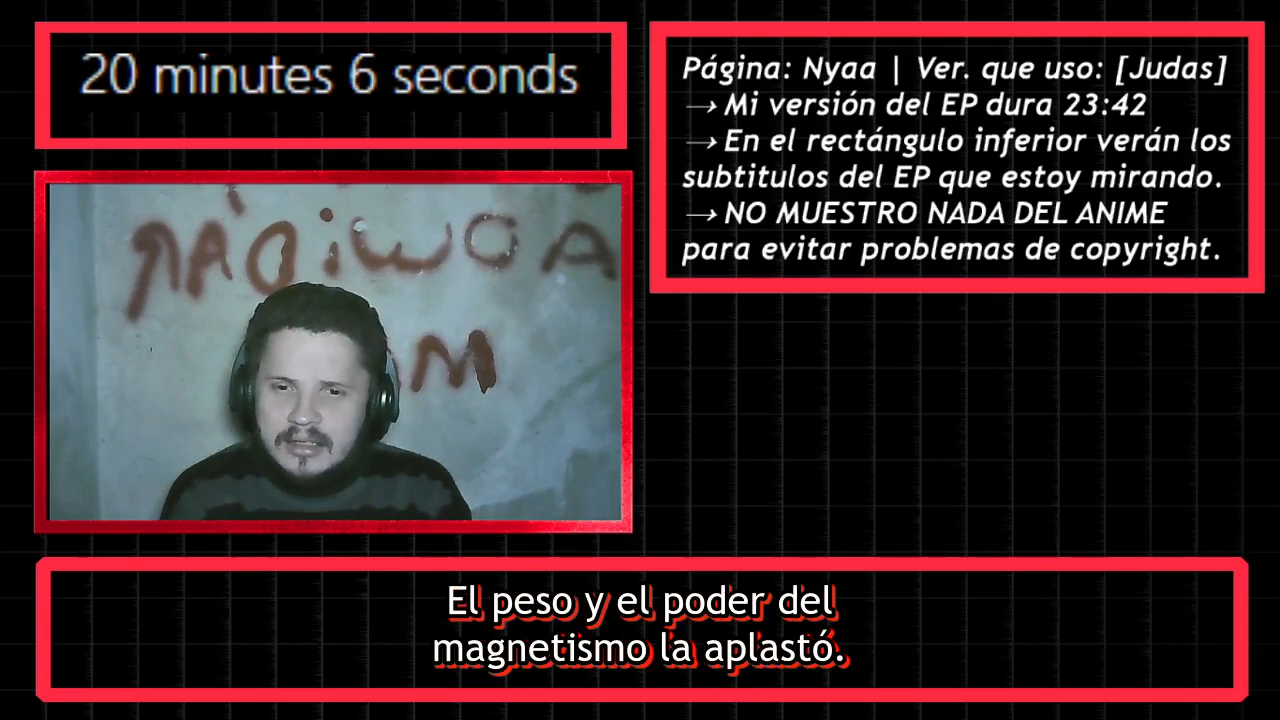 20 minutes 6 seconds
Página: Nyaa | Ver. que uso: [Judas]
→ Mi versión del EP dura 23:42
→ En el rectángulo inferior verán los
subtitulos del EP que estoy mirando.
→ NO MUESTRO NADA DEL ANIME
para evitar problemas de copyright.
El peso y el poder del
magnetismo la aplastó.